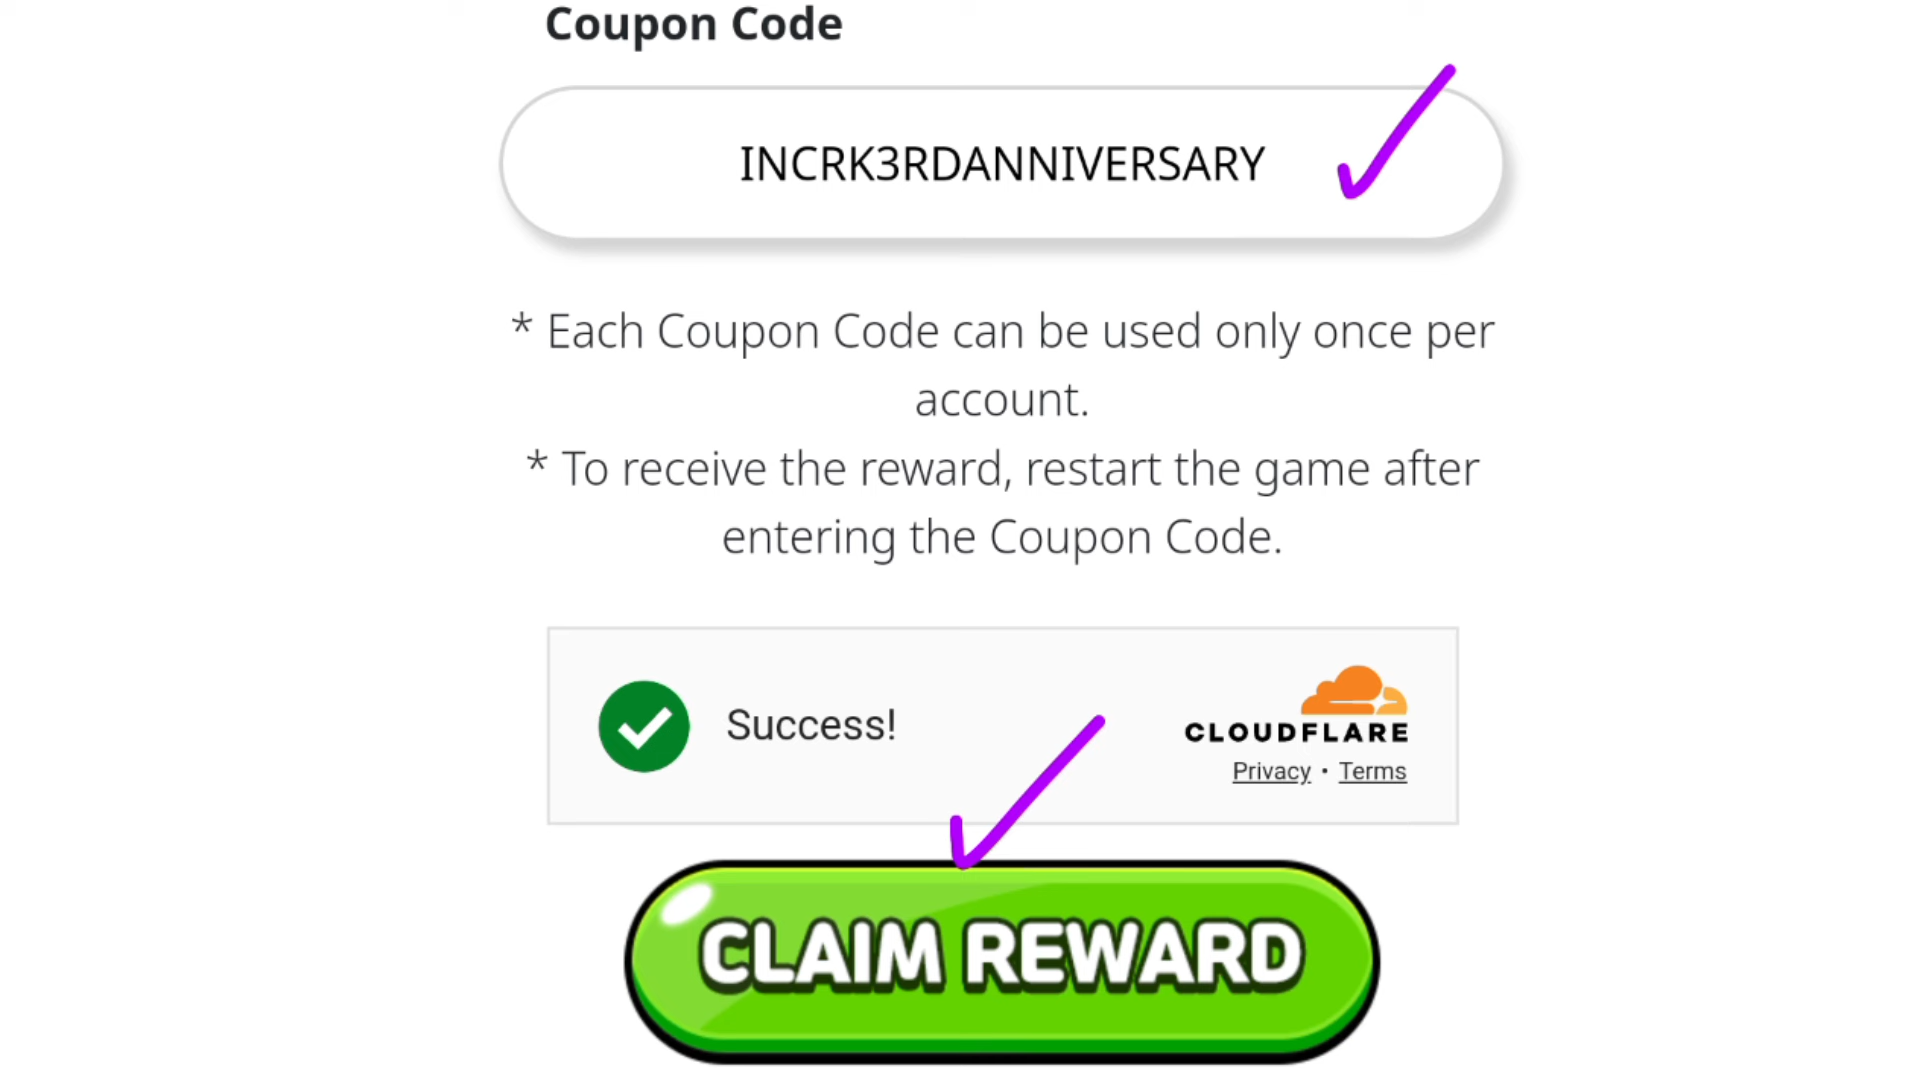 Coupon Code
INCRK3RDANNIVERSARY
* Each Coupon Code can be used only once per
account.
* To receive the reward, restart the game after
entering the Coupon Code.
Success!
CLOUDFLARE
Privacy • Terms
CLAIM REWARD